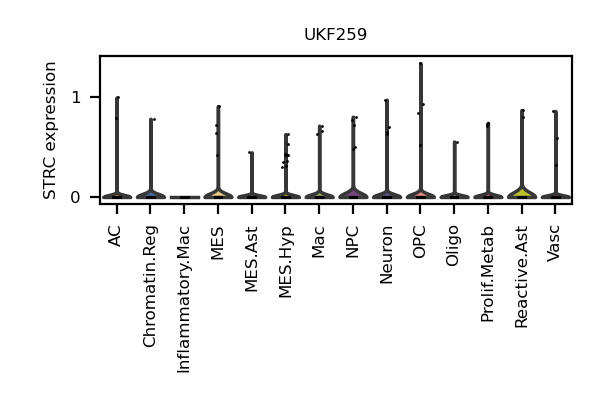 UKF259
STRC expression
1
0
AC
Chromatin.Reg
Inflammatory.Mac
MES
MES.Ast
MES.Hyp
Mac
NPC
Neuron
OPC
Oligo
Prolif.Metab
Reactive.Ast
Vasc